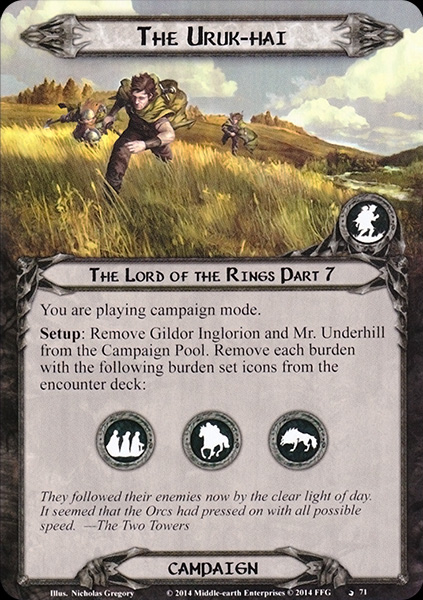 The Uruk-hai
The Lord of the Rings Part 7
You are playing campaign mode.
Setup: Remove Gildor Inglorion and Mr. Underhill
from the Campaign Pool. Remove each burden
with the following burden set icons from the
encounter deck:
They followed their enemies now by the clear light of day.
It seemed that the Orcs had pressed on with all possible
speed. —The Two Towers
CAMPAIGN
Illus. Nicholas Gregory © 2014 Middle-earth Enterprises © 2014 FFG 71